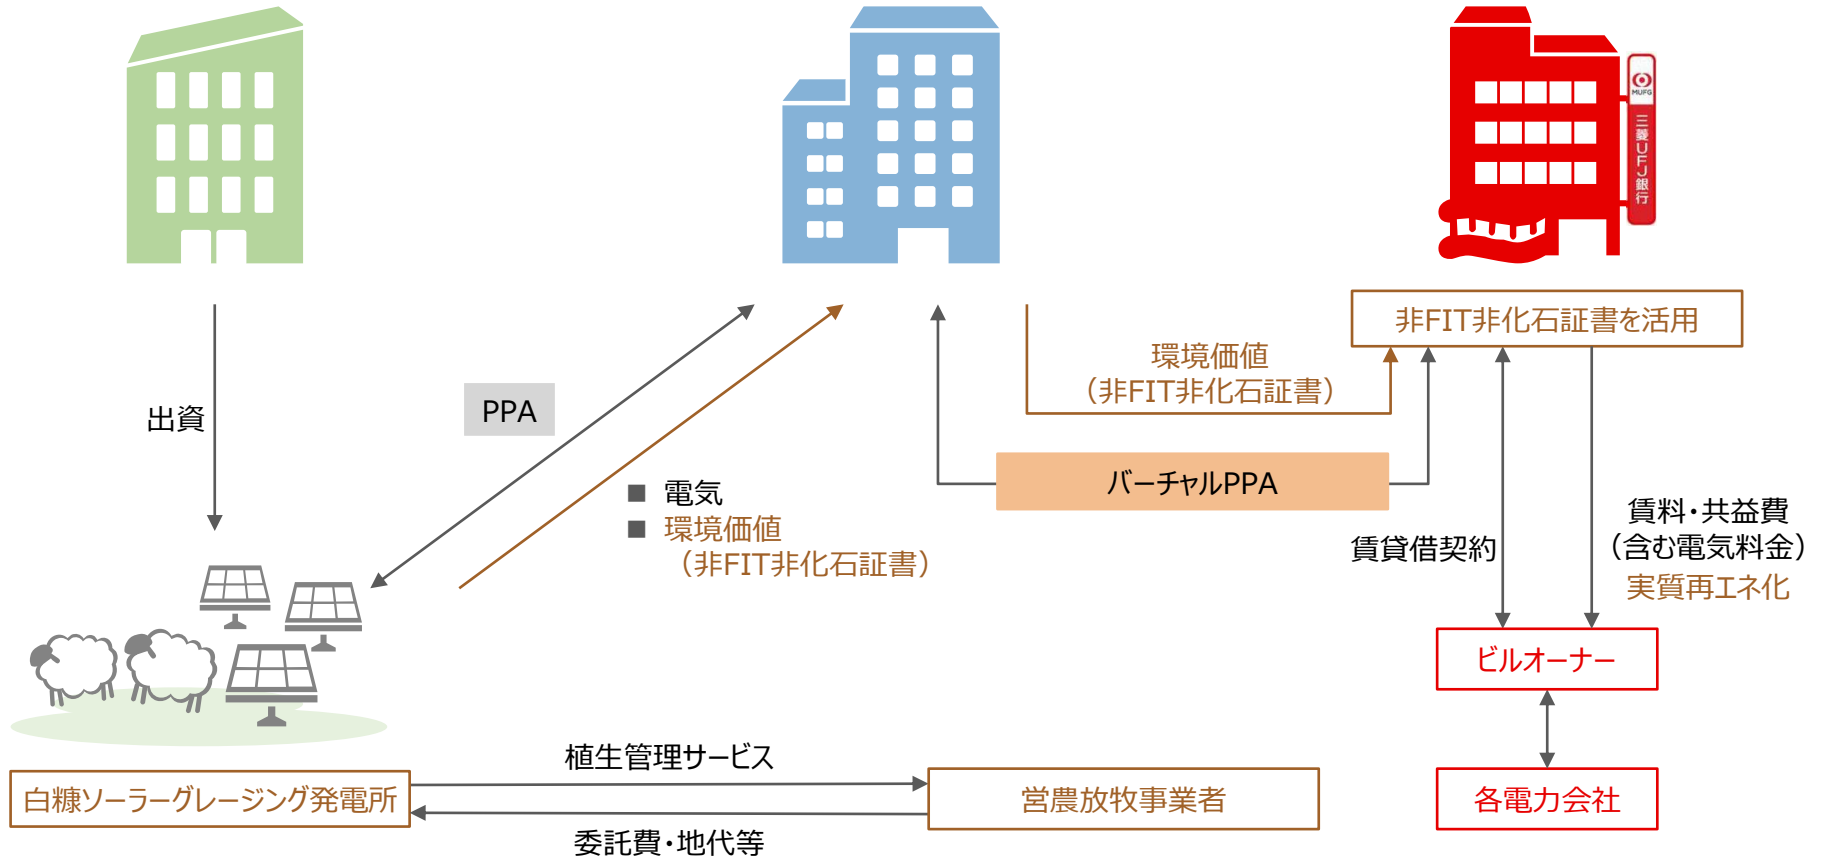 MUFG
三菱UFJ銀行
非FIT非化石証書を活用
環境価値
（非FIT非化石証書）
出資
PPA
バーチャルPPA
■ 電気
■ 環境価値
（非FIT非化石証書）
賃貸借契約
賃料・共益費
（含む電気料金）
実質再エネ化
ビルオーナー
植生管理サービス
白糠ソーラーグレージング発電所
営農放牧事業者
各電力会社
委託費・地代等